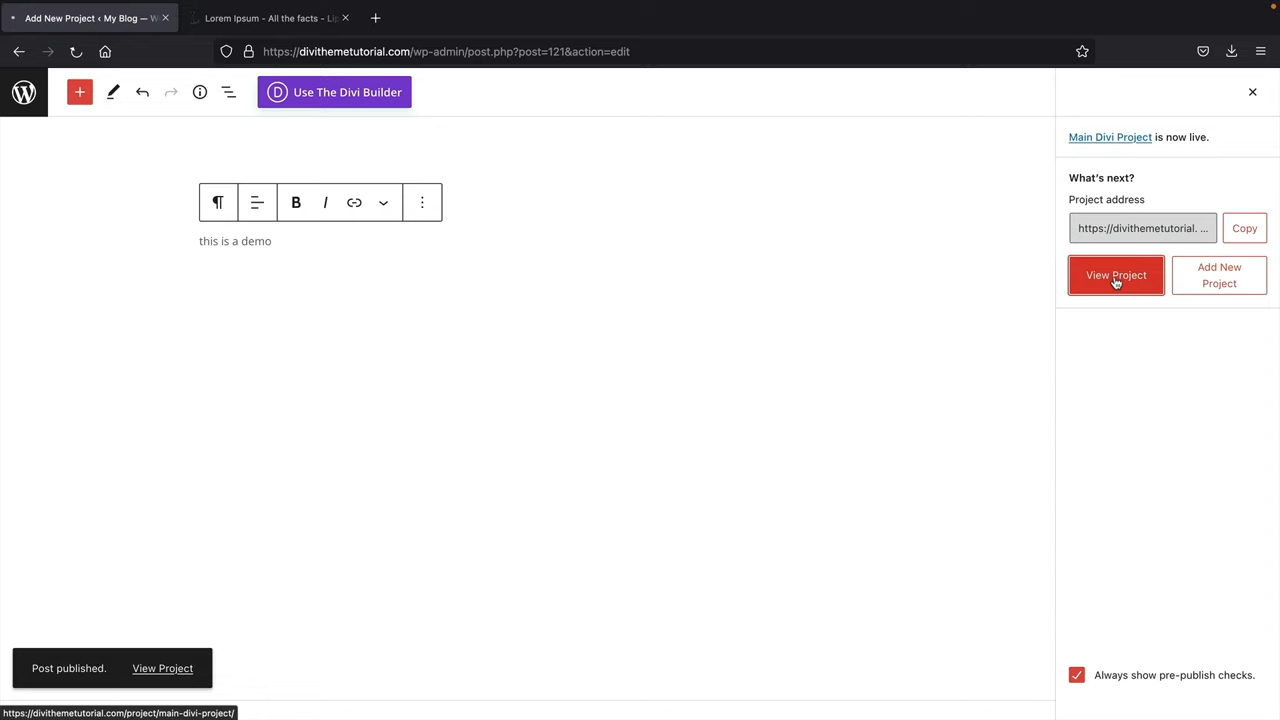 Add New Project ‹ My Blog — W
Lorem Ipsum - All the facts - Lip
https://divithemetutorial.com/wp-admin/post.php?post=121&action=edit
D Use The Divi Builder
Main Divi Project is now live.
What's next?
Project address
https://divithemetutorial. ...
Copy
View Project
Add New
Project
B I
this is a demo
Post published. View Project
Always show pre-publish checks.
https://divithemetutorial.com/project/main-divi-project/